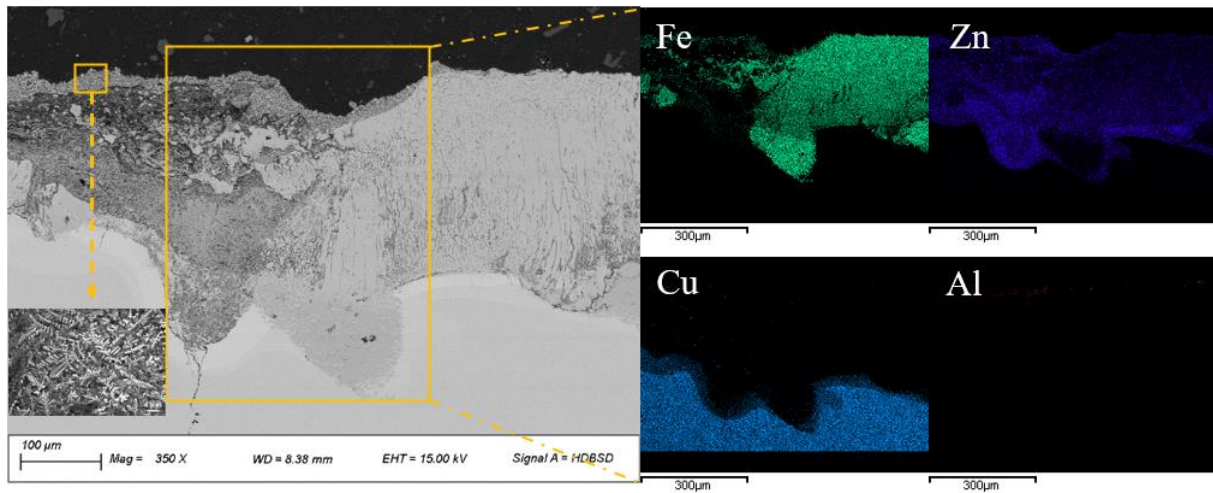 Fe
Zn
300µm
300µm
Cu
Al
100 µm
Mag = 350 X
WD = 8.38 mm
EHT = 15.00 kV
Signal A = HDBSD
300µm
300µm